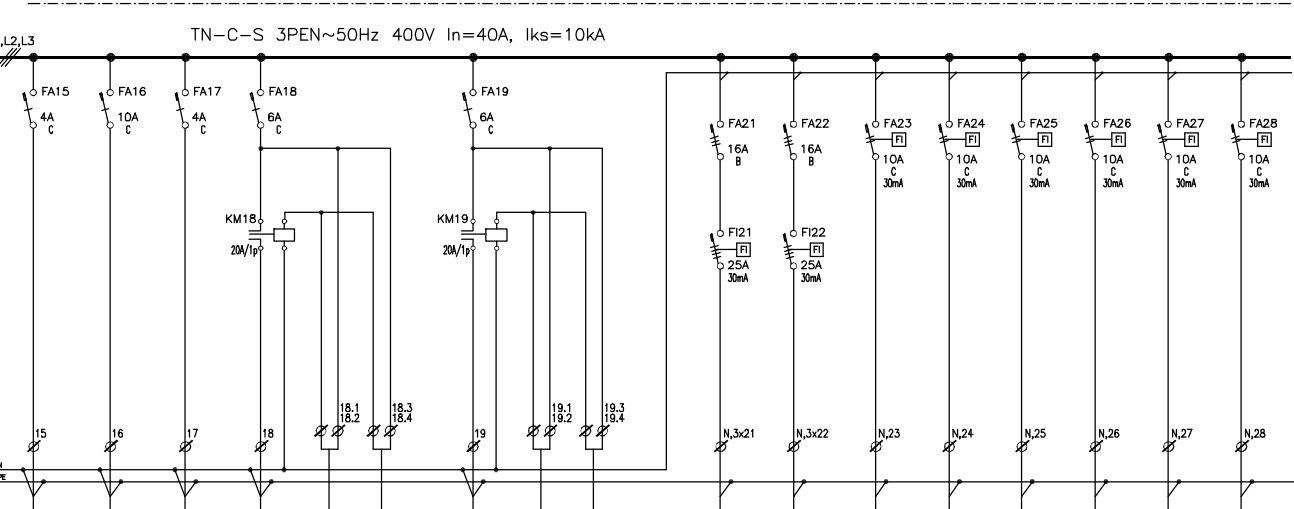 TN-C-S 3PEN~50Hz 400V In=40A, Iks=10kA
,L2,L3
FA15
4A
C
FA16
10A
C
FA17
4A
C
FA18
6A
C
FA19
6A
C
FA21
16A
B
FA22
16A
B
FA23
FI
10A
C
30mA
FA24
FI
10A
C
30mA
FA25
FI
10A
C
30mA
FA26
FI
10A
C
30mA
FA27
FI
10A
C
30mA
FA28
FI
10A
C
30mA
KM18
20A/1p
KM19
20A/1p
FI21
FI
25A
30mA
FI22
FI
25A
30mA
15
16
17
18
18.1
18.2
18.3
18.4
19
19.1
19.2
19.3
19.4
N,3x21
N,3x22
N,23
N,24
N,25
N,26
N,27
N,28
N
PE